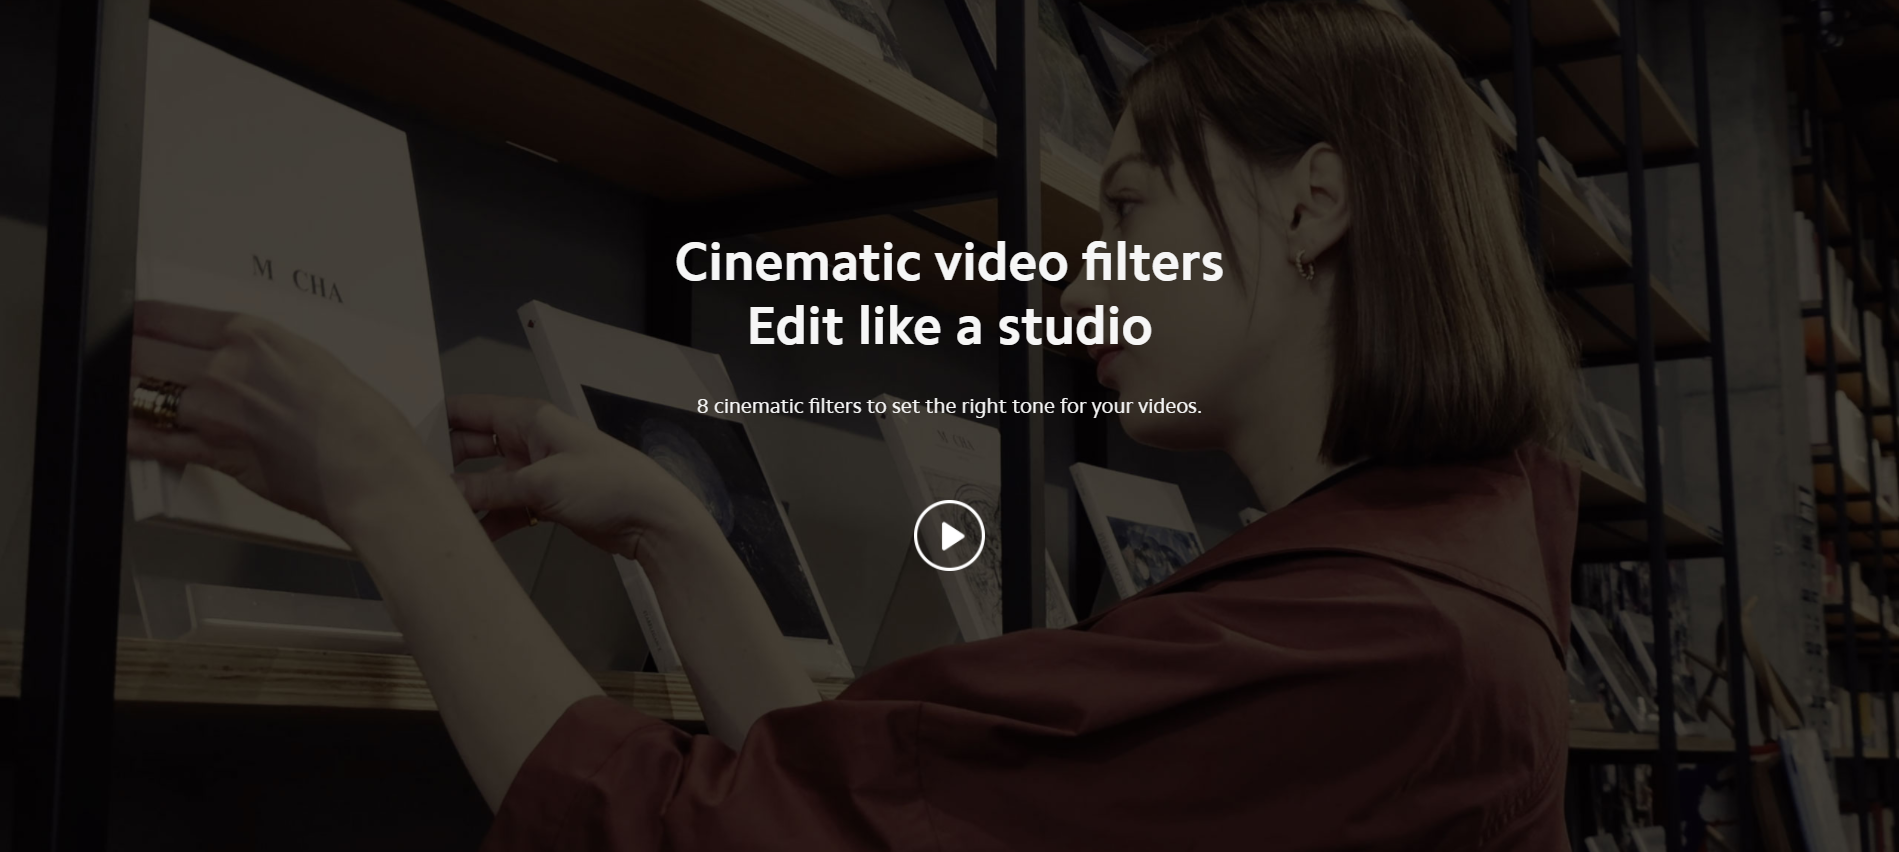 M CHA
Cinematic video filters
Edit like a studio
8 cinematic filters to set the right tone for your videos.
M CHA